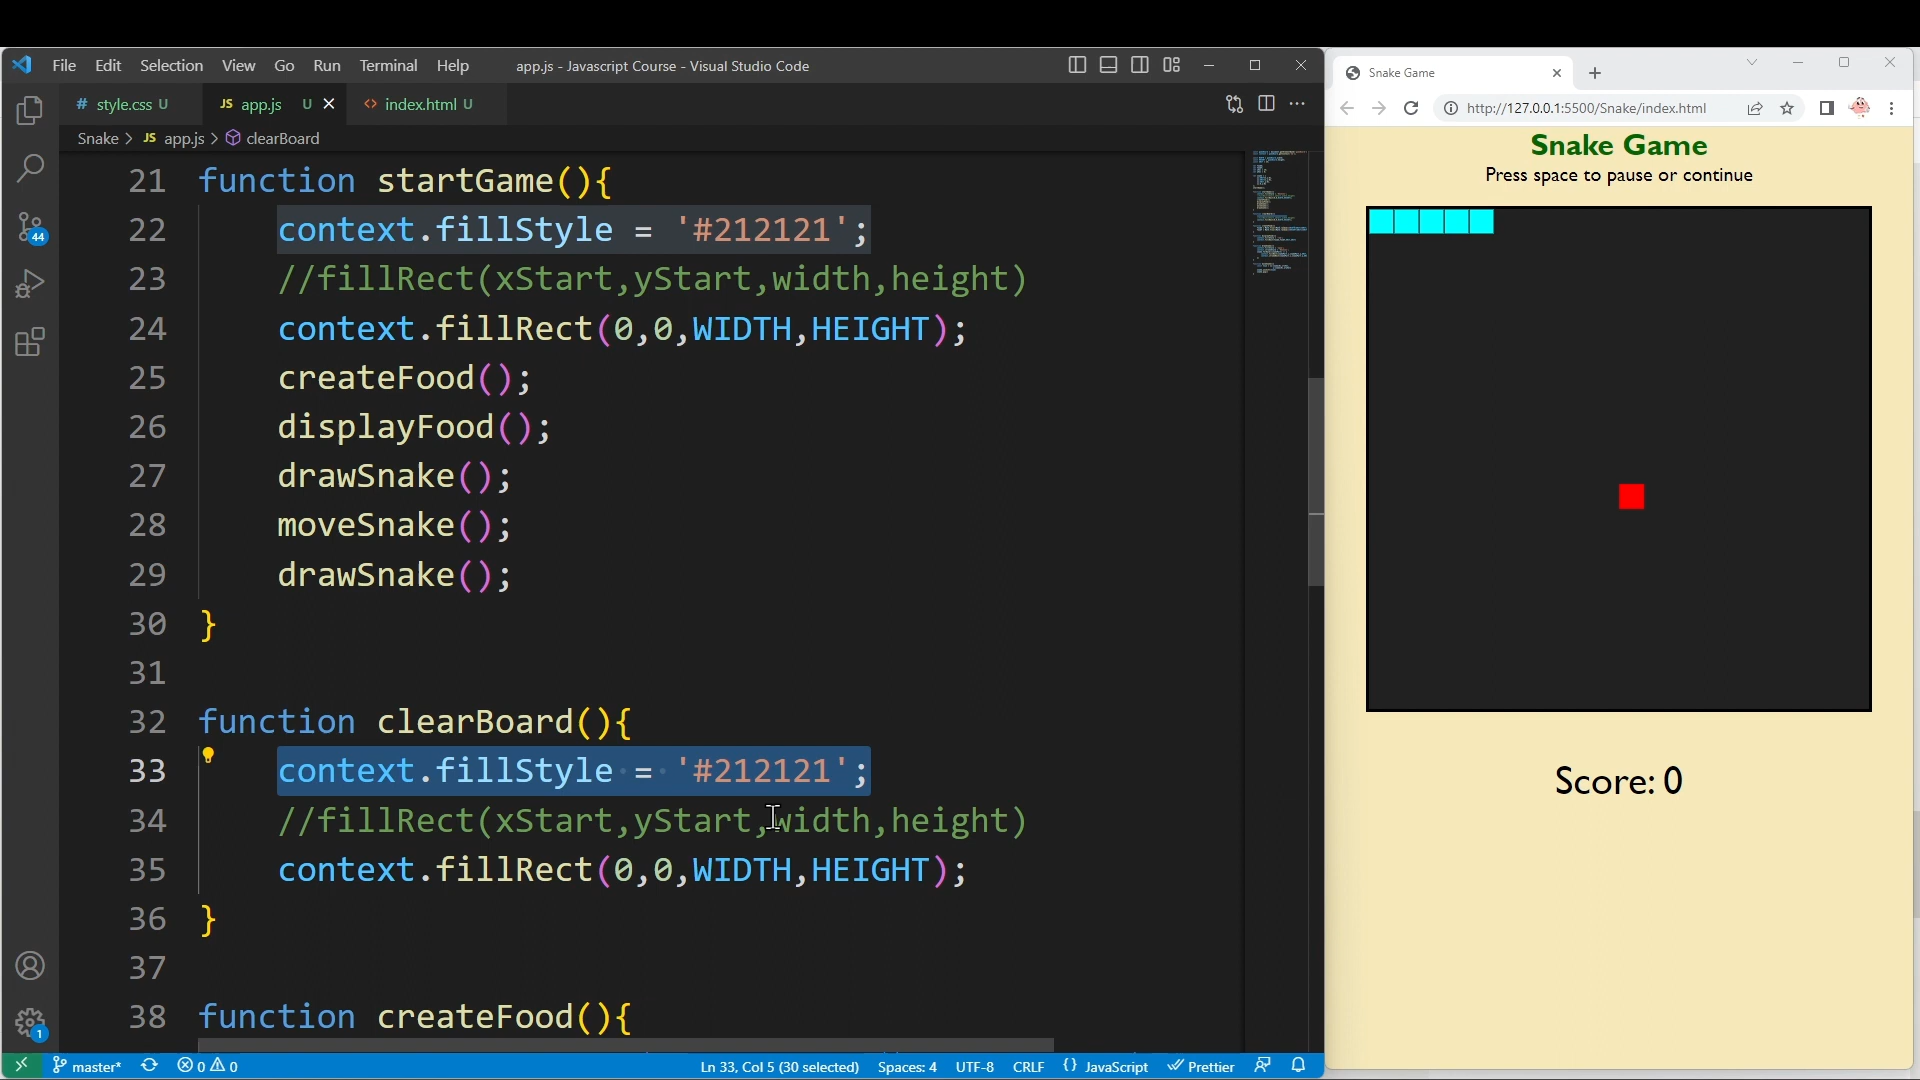 File Edit Selection View Go Run Terminal Help
app.js - Javascript Course - Visual Studio Code
# style.css U
JS app.js U
<> index.html U
Snake > JS app.js > clearBoard
21 function startGame(){
22 context.fillStyle = '#212121';
23 //fillRect(xStart,yStart,width,height)
24 context.fillRect(0,0,WIDTH,HEIGHT);
25 createFood();
26 displayFood();
27 drawSnake();
28 moveSnake();
29 drawSnake();
30 }
31
32 function clearBoard(){
33 context.fillStyle = '#212121';
34 //fillRect(xStart,yStart,width,height)
35 context.fillRect(0,0,WIDTH,HEIGHT);
36 }
37
38 function createFood(){
44
1
master* 0 0 Ln 33, Col 5 (30 selected) Spaces: 4 UTF-8 CRLF {} JavaScript Prettier
Snake Game
http://127.0.0.1:5500/Snake/index.html
Snake Game
Press space to pause or continue
Score: 0